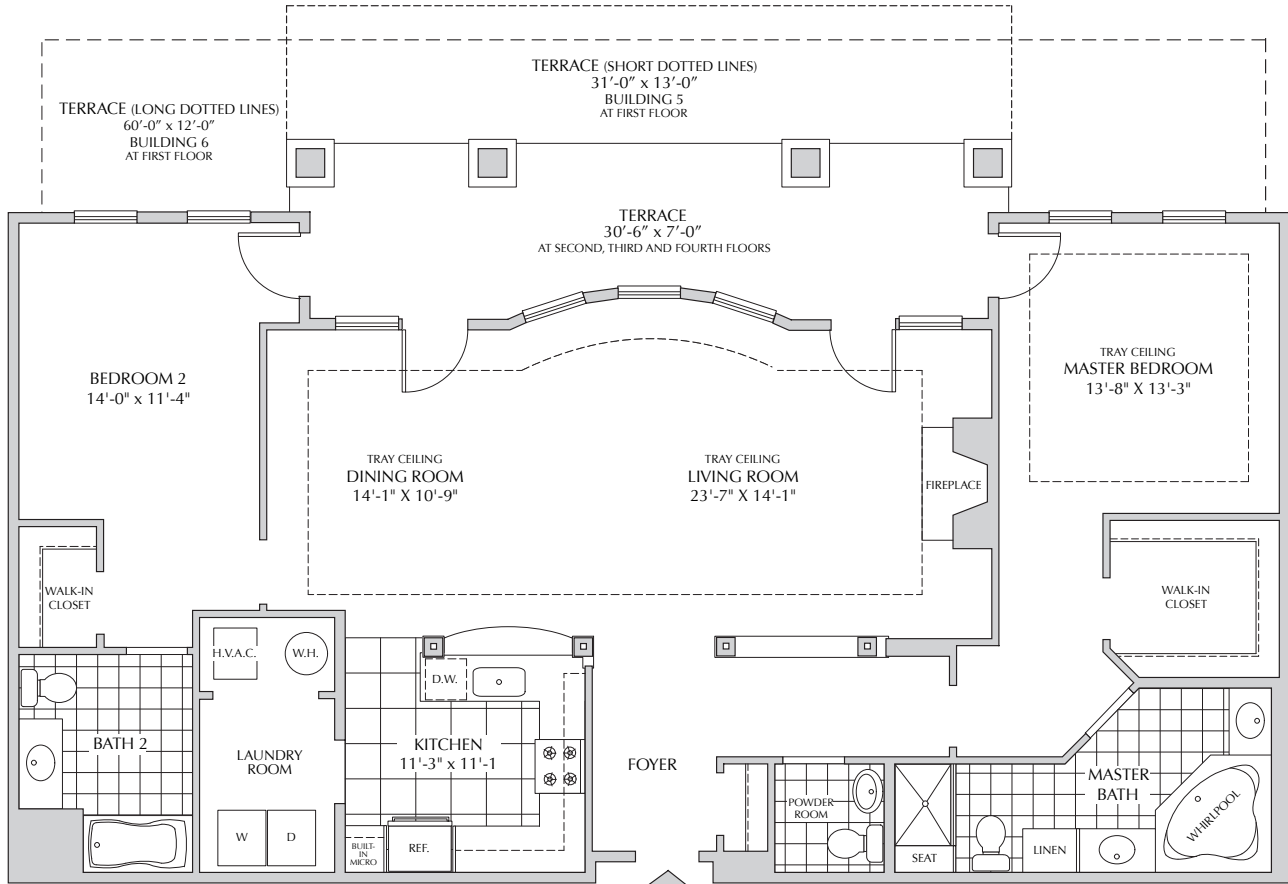 TERRACE (SHORT DOTTED LINES)
31'-0" x 13'-0"
BUILDING 5
AT FIRST FLOOR
TERRACE (LONG DOTTED LINES)
60'-0" x 12'-0"
BUILDING 6
AT FIRST FLOOR
TERRACE
30'-6" x 7'-0"
AT SECOND, THIRD AND FOURTH FLOORS
BEDROOM 2
14'-0" x 11'-4"
TRAY CEILING
MASTER BEDROOM
13'-8" X 13'-3"
TRAY CEILING
DINING ROOM
14'-1" X 10'-9"
TRAY CEILING
LIVING ROOM
23'-7" X 14'-1"
FIREPLACE
WALK-IN
CLOSET
WALK-IN
CLOSET
H.V.A.C.
W.H.
D.W.
BATH 2
LAUNDRY
ROOM
KITCHEN
11'-3" x 11'-1
FOYER
POWDER
ROOM
MASTER
BATH
WHIRLPOOL
W
D
BUILT-
IN
MICRO
REF.
SEAT
LINEN